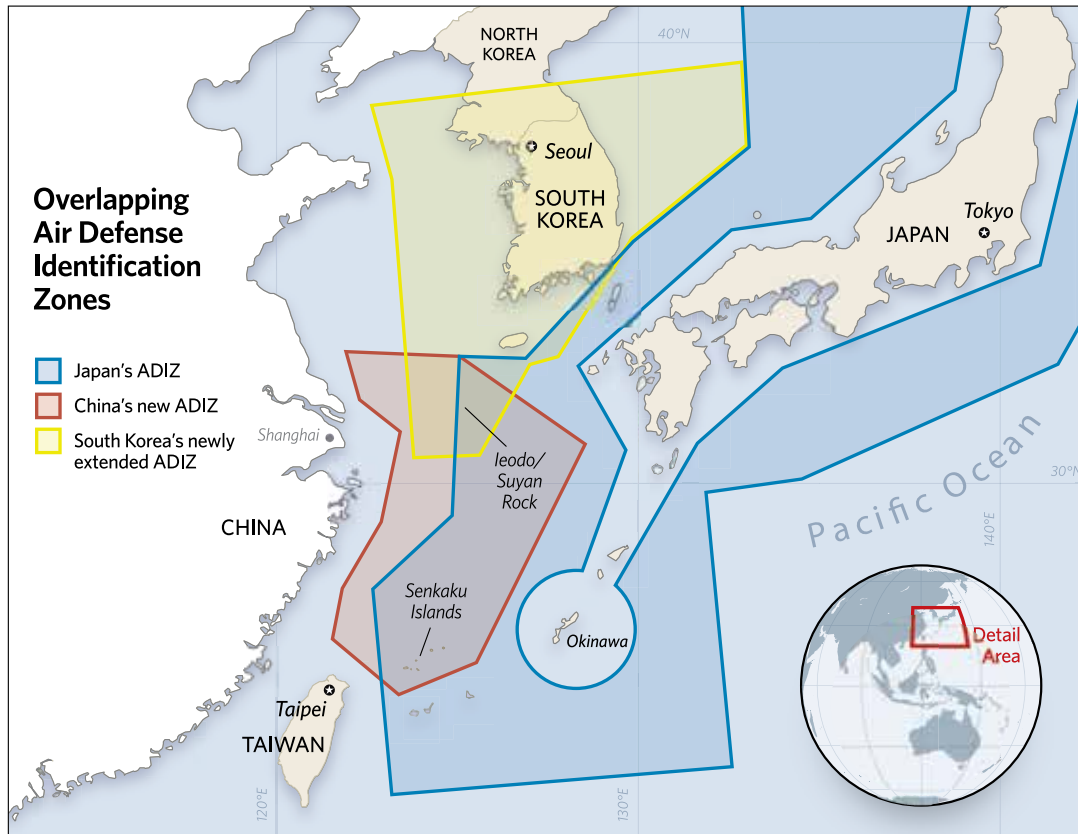 Overlapping
Air Defense
Identification
Zones
Japan's ADIZ
China's new ADIZ
South Korea's newly
extended ADIZ
NORTH
KOREA
40°N
Seoul
SOUTH
KOREA
JAPAN
Tokyo
Shanghai
Ieodo/
Suyan
Rock
30°N
CHINA
Pacific Ocean
140°E
Senkaku
Islands
Okinawa
Detail
Area
Taipei
TAIWAN
120°E
130°E